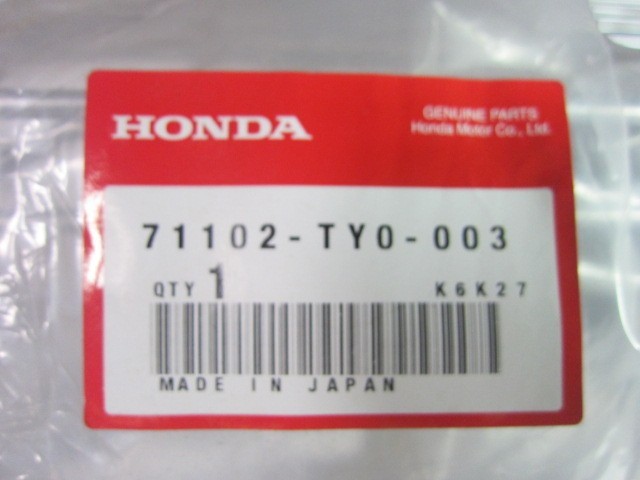 HONDA
GENUINE PARTS
Honda Motor Co., Ltd.
71102-TY0-003
QTY 1 K6K27
MADE IN JAPAN